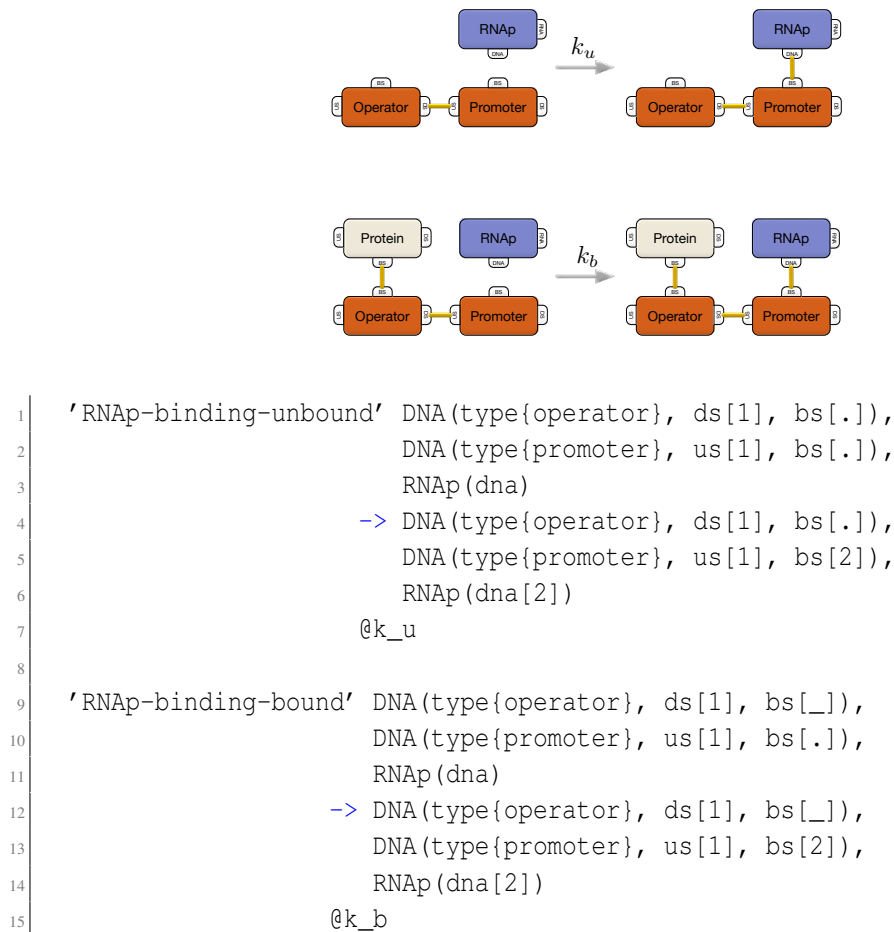 RNAp RNA RNAp RNA
DNA k_u DNA
BS BS BS BS
US Operator DS US Promoter DS US Operator DS US Promoter DS
US Protein DS RNAp RNA US Protein DS RNAp RNA
BS DNA k_b BS DNA
BS BS BS BS
US Operator DS US Promoter DS US Operator DS US Promoter DS
1 'RNAp-binding-unbound' DNA(type{operator}, ds[1], bs[.]),
2 DNA(type{promoter}, us[1], bs[.]),
3 RNAp(dna)
4 -> DNA(type{operator}, ds[1], bs[.]),
5 DNA(type{promoter}, us[1], bs[2]),
6 RNAp(dna[2])
7 @k_u
8
9 'RNAp-binding-bound' DNA(type{operator}, ds[1], bs[_]),
10 DNA(type{promoter}, us[1], bs[.]),
11 RNAp(dna)
12 -> DNA(type{operator}, ds[1], bs[_]),
13 DNA(type{promoter}, us[1], bs[2]),
14 RNAp(dna[2])
15 @k_b